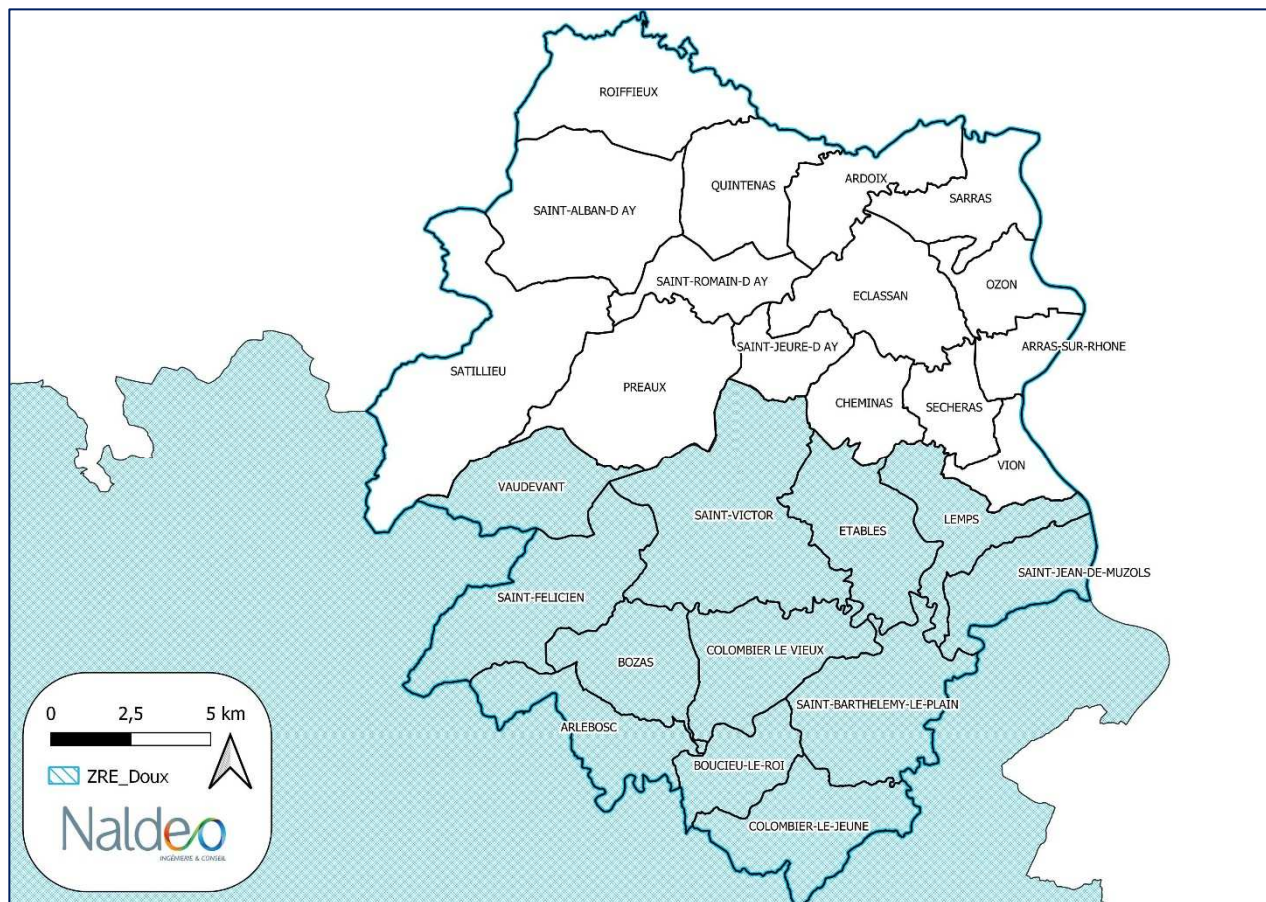 ROIFFIEUX
QUINTENAS
ARDOIX
SARRAS
SAINT-ALBAN-D AY
SAINT-ROMAIN-D AY
ECLASSAN
OZON
SAINT-JEURE-D AY
ARRAS-SUR-RHONE
SATILLIEU
PREAUX
CHEMINAS
SECHERAS
VION
VAUDEVANT
SAINT-VICTOR
ETABLES
LEMPS
SAINT-JEAN-DE-MUZOLS
SAINT-FELICIEN
BOZAS
COLOMBIER LE VIEUX
SAINT-BARTHELEMY-LE-PLAIN
ARLEBOSC
BOUCIEU-LE-ROI
COLOMBIER-LE-JEUNE
0 2,5 5 km
ZRE_Doux
Naldeo
INGÉNIERIE & CONSEIL